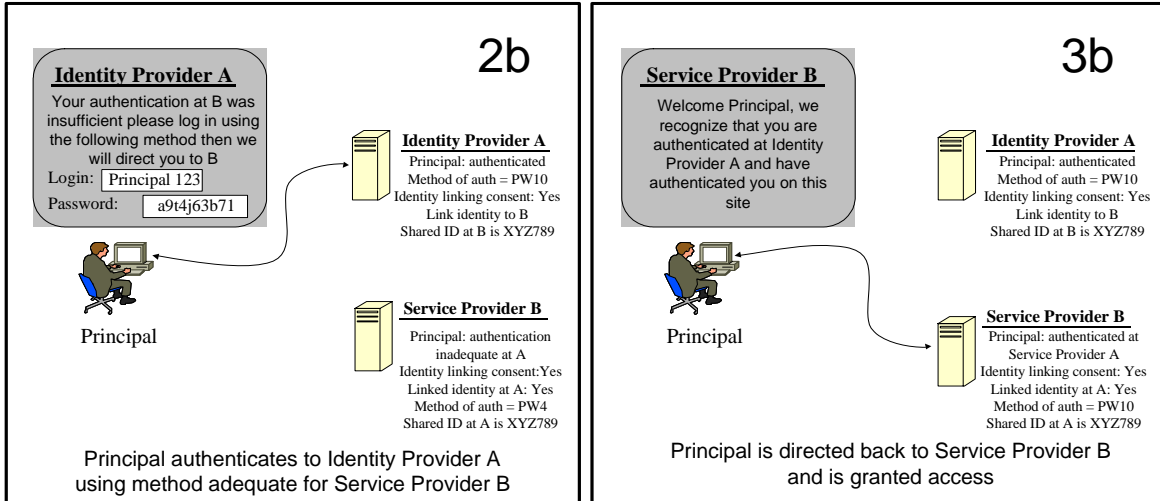 2b
Identity Provider A
Your authentication at B was
insufficient please log in using
the following method then we
will direct you to B
Login: Principal 123
Password: a9t4j63b71
Principal
Identity Provider A
Principal: authenticated
Method of auth = PW10
Identity linking consent: Yes
Link identity to B
Shared ID at B is XYZ789
Service Provider B
Principal: authentication
inadequate at A
Identity linking consent:Yes
Linked identity at A: Yes
Method of auth = PW4
Shared ID at A is XYZ789
Principal authenticates to Identity Provider A
using method adequate for Service Provider B
3b
Service Provider B
Welcome Principal, we
recognize that you are
authenticated at Identity
Provider A and have
authenticated you on this
site
Principal
Identity Provider A
Principal: authenticated
Method of auth = PW10
Identity linking consent: Yes
Link identity to B
Shared ID at B is XYZ789
Service Provider B
Principal: authenticated at
Service Provider A
Identity linking consent: Yes
Linked identity at A: Yes
Method of auth = PW10
Shared ID at A is XYZ789
Principal is directed back to Service Provider B
and is granted access